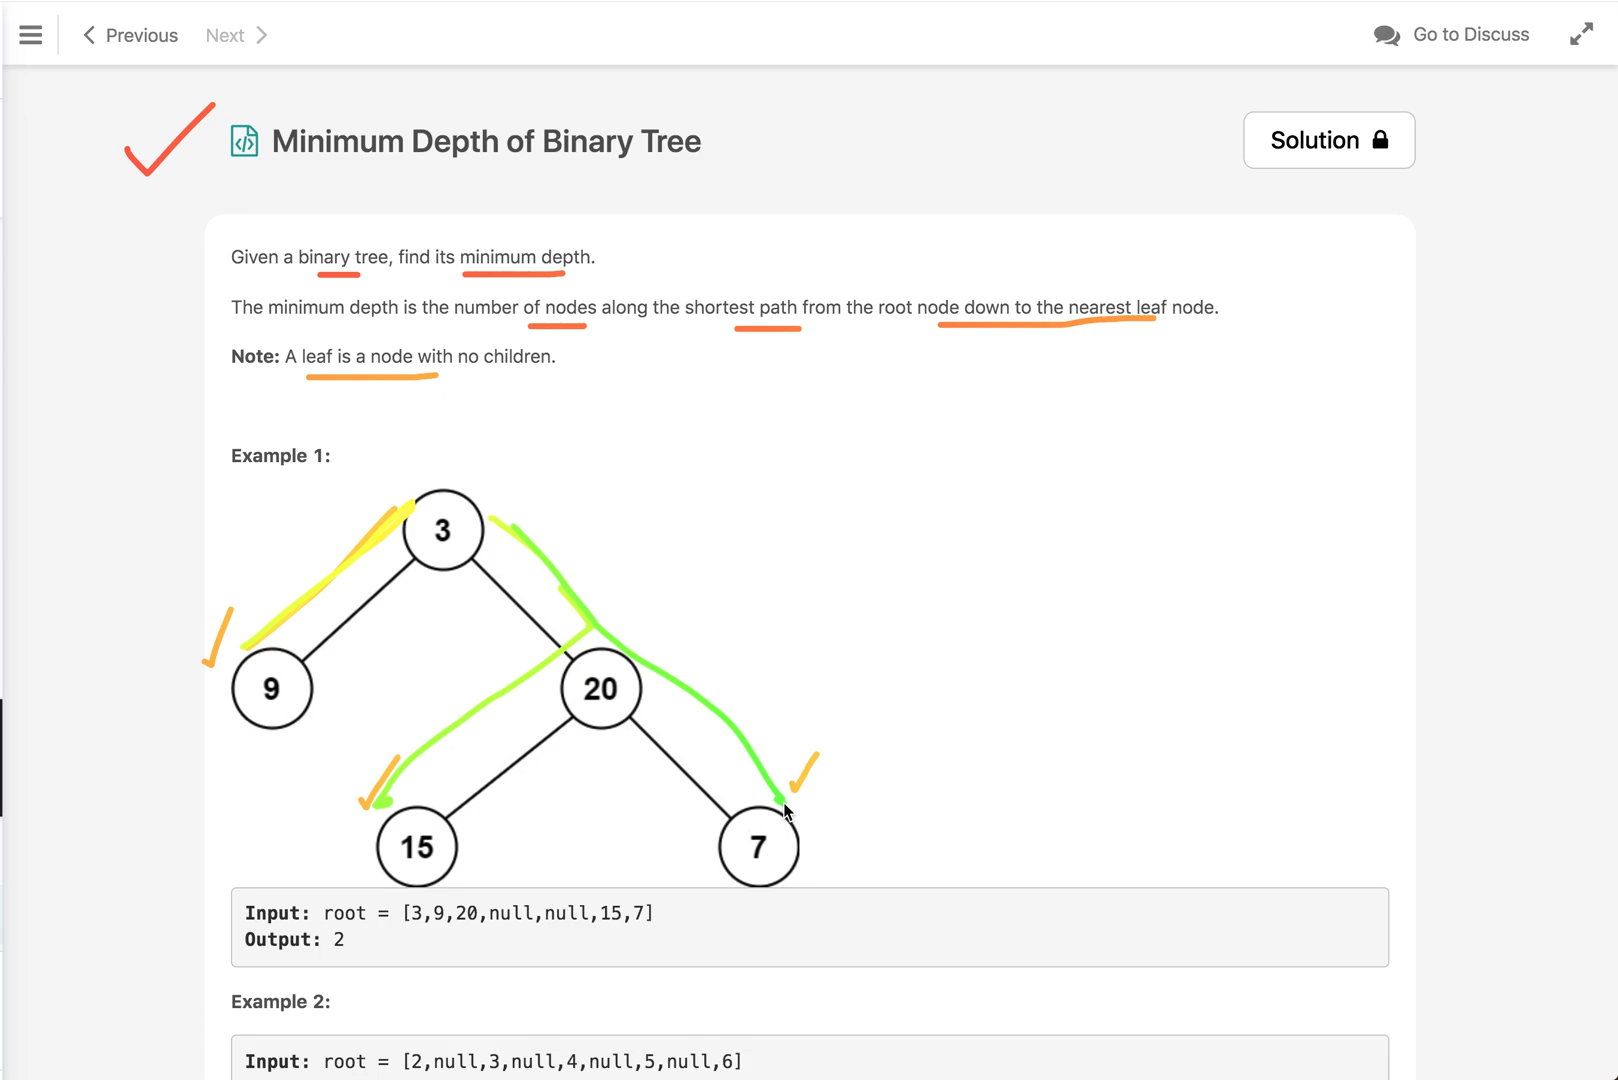 Previous Next Go to Discuss
Minimum Depth of Binary Tree
Solution
Given a binary tree, find its minimum depth.
The minimum depth is the number of nodes along the shortest path from the root node down to the nearest leaf node.
Note: A leaf is a node with no children.
Example 1:
3
9 20
15 7
Input: root = [3,9,20,null,null,15,7]
Output: 2
Example 2:
Input: root = [2,null,3,null,4,null,5,null,6]